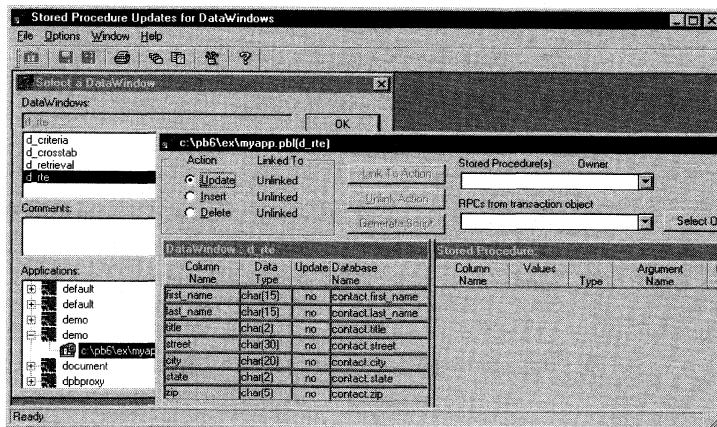 Stored Procedure Updates for DataWindows
File Options Window Help
Select a DataWindow
DataWindows:
d_rte
OK
d_criteria
d_crosstab
d_retrieval
d_rte
Comments:
Applications:
default
default
demo
demo
c:\pb6\ex\myapp
document
dpbproxy
c:\pb6\ex\myapp.pbl(d_rte)
Action Linked To
Update Unlinked
Insert Unlinked
Delete Unlinked
Link To Action
Unlink Action
Generate Script
Stored Procedure(s) Owner
RPCs from transaction object
Select O
DataWindow : d_rte
Column Name Data Type Update Database Name
first_name char(15) no contact.first_name
last_name char(15) no contact.last_name
title char(2) no contact.title
street char(30) no contact.street
city char(20) no contact.city
state char(2) no contact.state
zip char(5) no contact.zip
Stored Procedure:
Column Name Values Type Argument Name
Ready